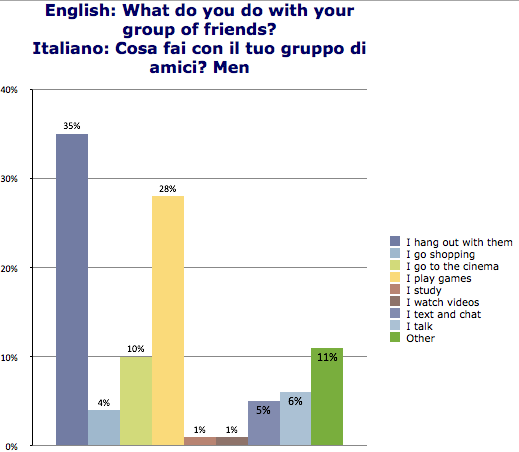 English: What do you do with your
group of friends?
Italiano: Cosa fai con il tuo gruppo di
amici? Men
40%
30%
20%
10%
0%
35%
4%
10%
28%
1%
1%
5%
6%
11%
I hang out with them
I go shopping
I go to the cinema
I play games
I study
I watch videos
I text and chat
I talk
Other